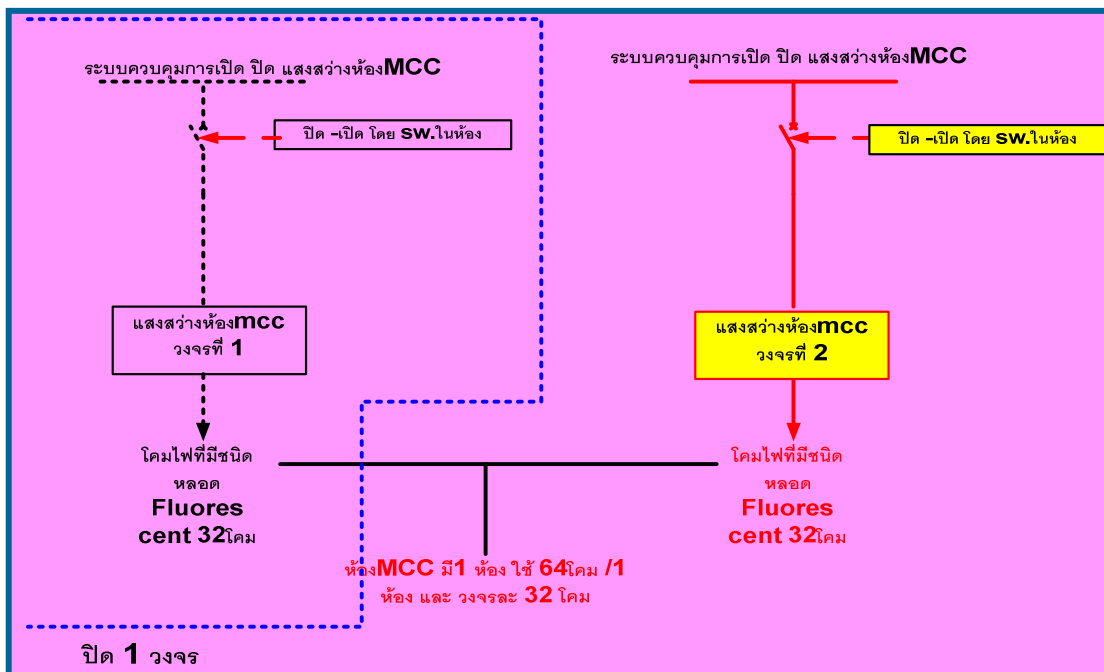 ระบบควบคุมการเปิด ปิด แสงสว่างห้องMCC
ปิด -เปิด โดย sw.ในห้อง
แสงสว่างห้องmcc
วงจรที่ 1
โคมไฟที่มีชนิด
หลอด
Fluores
cent 32โคม
ระบบควบคุมการเปิด ปิด แสงสว่างห้องMCC
ปิด -เปิด โดย sw.ในห้อง
แสงสว่างห้องmcc
วงจรที่ 2
โคมไฟที่มีชนิด
หลอด
Fluores
cent 32โคม
ห้องMCC มี1 ห้อง ใช้ 64โคม /1
ห้อง และ วงจรละ 32 โคม
ปิด 1 วงจร